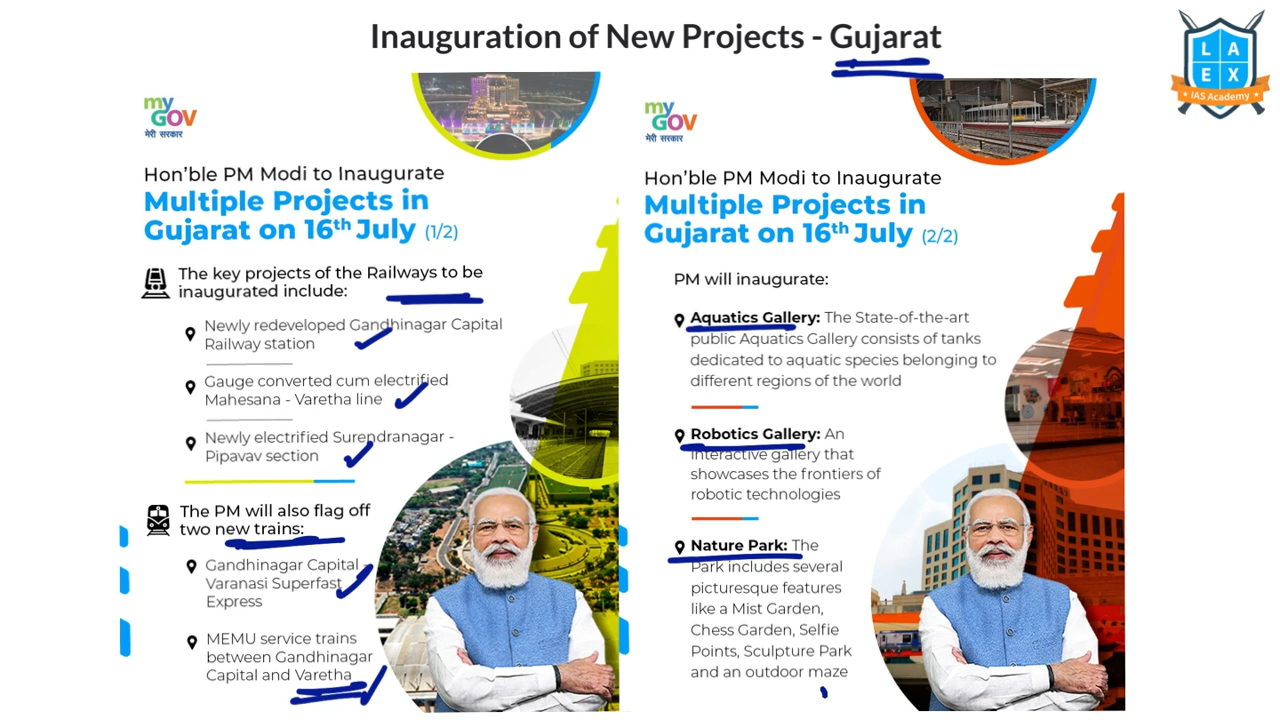 Inauguration of New Projects - Gujarat
L A
E X
IAS Academy
my
GOV
मेरी सरकार
Hon'ble PM Modi to Inaugurate
Multiple Projects in
Gujarat on 16th July (1/2)
The key projects of the Railways to be
inaugurated include:
Newly redeveloped Gandhinagar Capital
Railway station
Gauge converted cum electrified
Mahesana - Varetha line
Newly electrified Surendranagar -
Pipavav section
The PM will also flag off
two new trains:
Gandhinagar Capital -
Varanasi Superfast
Express
MEMU service trains
between Gandhinagar
Capital and Varetha
my
GOV
मेरी सरकार
Hon'ble PM Modi to Inaugurate
Multiple Projects in
Gujarat on 16th July (2/2)
PM will inaugurate:
Aquatics Gallery: The State-of-the-art
public Aquatics Gallery consists of tanks
dedicated to aquatic species belonging to
different regions of the world
Robotics Gallery: An
interactive gallery that
showcases the frontiers of
robotic technologies
Nature Park: The
Park includes several
picturesque features
like a Mist Garden,
Chess Garden, Selfie
Points, Sculpture Park
and an outdoor maze